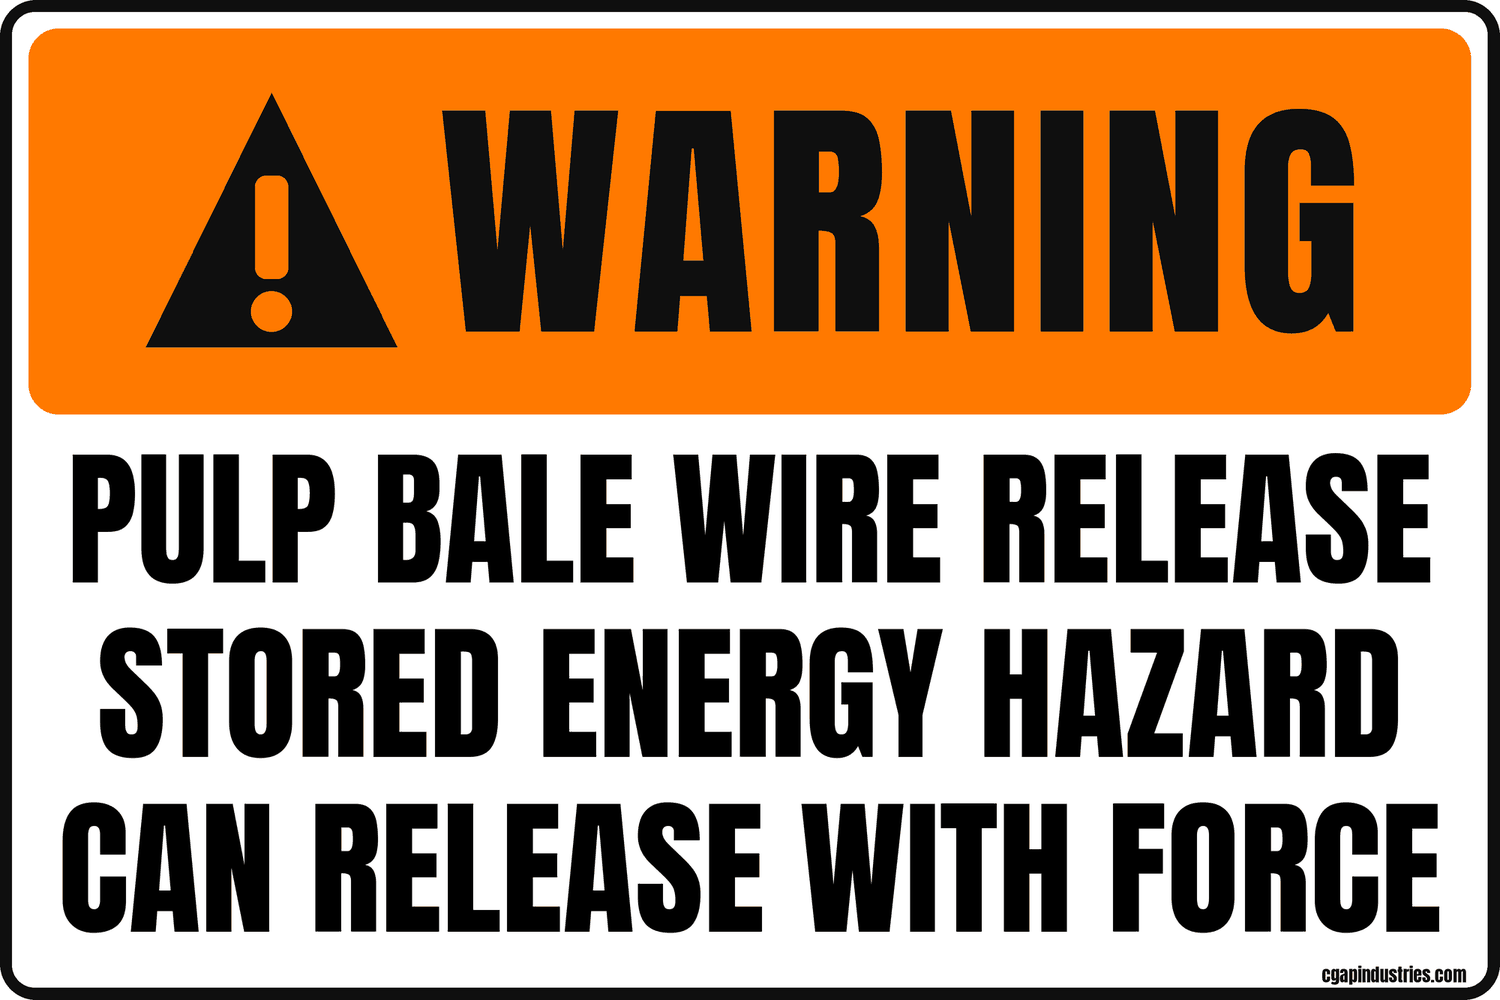 WARNING
PULP BALE WIRE RELEASE
STORED ENERGY HAZARD
CAN RELEASE WITH FORCE
cgapindustries.com